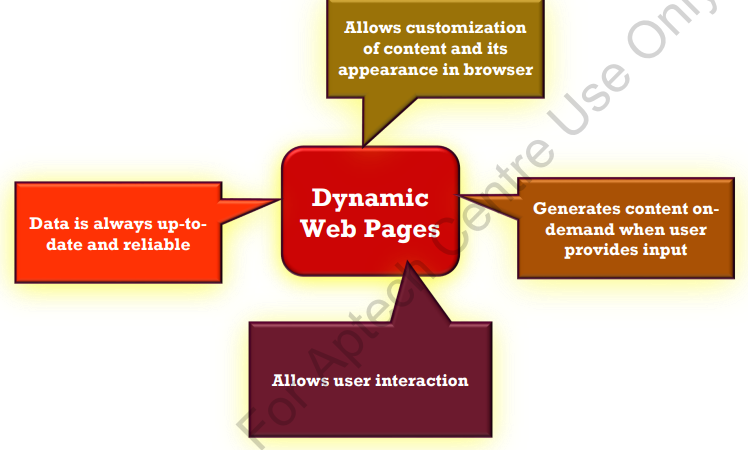 Allows customization
of content and its
appearance in browser
Dynamic
Web Pages
Data is always up-to-
date and reliable
Generates content on-
demand when user
provides input
Allows user interaction
For Aptech Centre Use Only